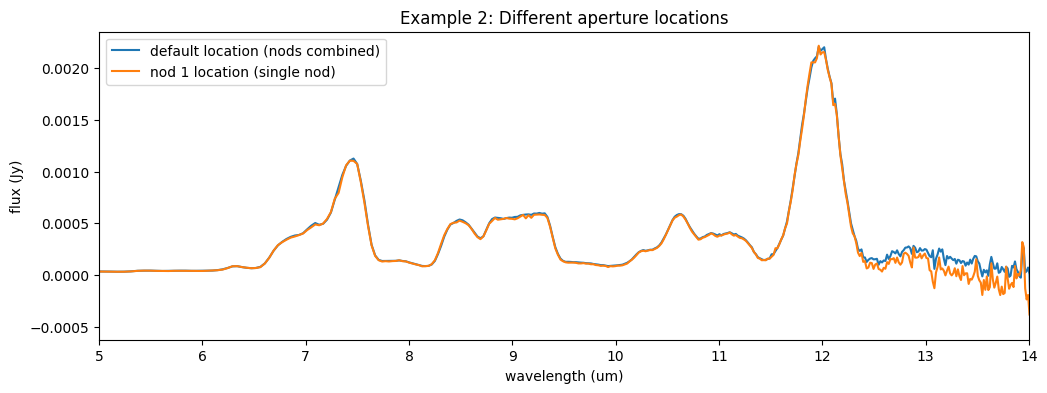 Example 2: Different aperture locations
default location (nods combined)
nod 1 location (single nod)
flux (Jy)
0.0020
0.0015
0.0010
0.0005
0.0000
−0.0005
5 6 7 8 9 10 11 12 13 14
wavelength (um)